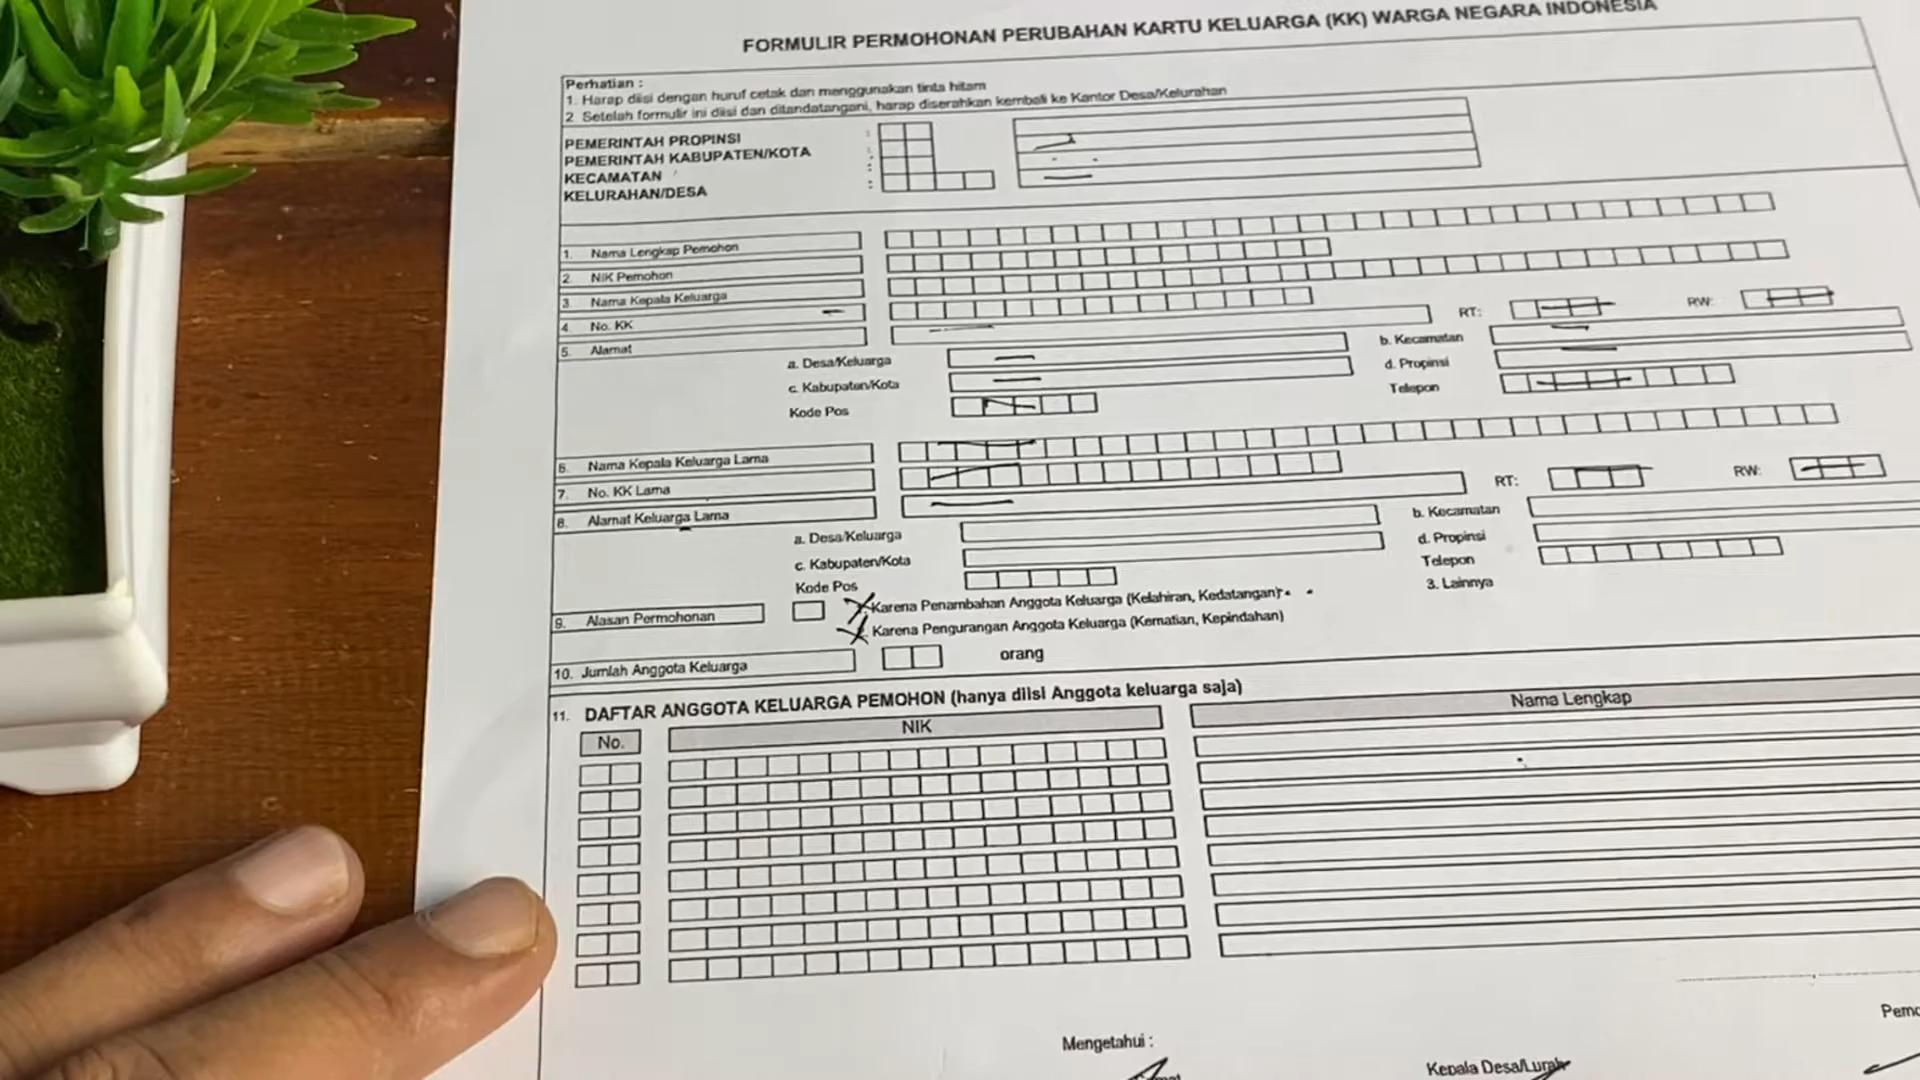 FORMULIR PERMOHONAN PERUBAHAN KARTU KELUARGA (KK) WARGA NEGARA INDONESIA
Perhatian :
1. Harap diisi dengan huruf cetak dan menggunakan tinta hitam
2. Setelah formulir ini diisi dan ditandatangani, harap diserahkan kembali ke Kantor Desa/Kelurahan
PEMERINTAH PROPINSI :
PEMERINTAH KABUPATEN/KOTA :
KECAMATAN :
KELURAHAN/DESA :
1. Nama Lengkap Pemohon
2. NIK Pemohon
3. Nama Kepala Keluarga
4. No. KK
5. Alamat RT: RW:
a. Desa/Keluarga b. Kecamatan
c. Kabupaten/Kota d. Propinsi
Kode Pos Telepon
6. Nama Kepala Keluarga Lama
7. No. KK Lama
8. Alamat Keluarga Lama RT: RW:
a. Desa/Keluarga b. Kecamatan
c. Kabupaten/Kota d. Propinsi
Kode Pos Telepon
9. Alasan Permohonan Karena Penambahan Anggota Keluarga (Kelahiran, Kedatangan) 3. Lainnya
Karena Pengurangan Anggota Keluarga (Kematian, Kepindahan)
10. Jumlah Anggota Keluarga orang
11. DAFTAR ANGGOTA KELUARGA PEMOHON (hanya diisi Anggota keluarga saja)
No. NIK Nama Lengkap
Mengetahui :
Kepala Desa/Lurah